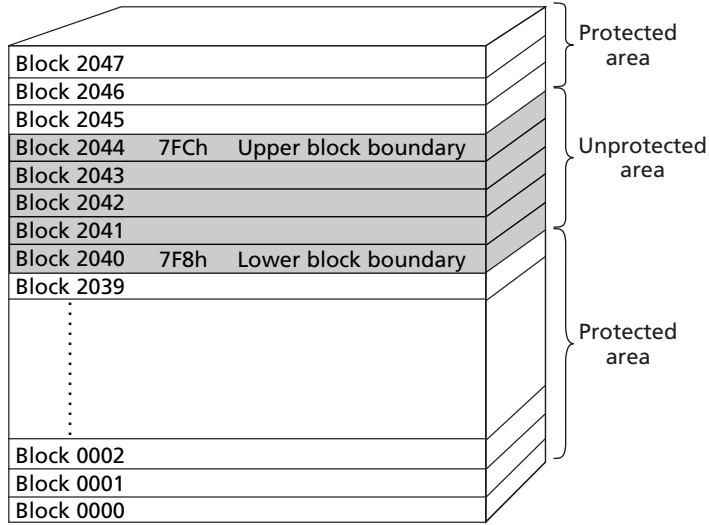 Block 2047
Block 2046
Block 2045
Block 2044 7FCh Upper block boundary
Block 2043
Block 2042
Block 2041
Block 2040 7F8h Lower block boundary
Block 2039
Block 0002
Block 0001
Block 0000
Protected
area
Unprotected
area
Protected
area